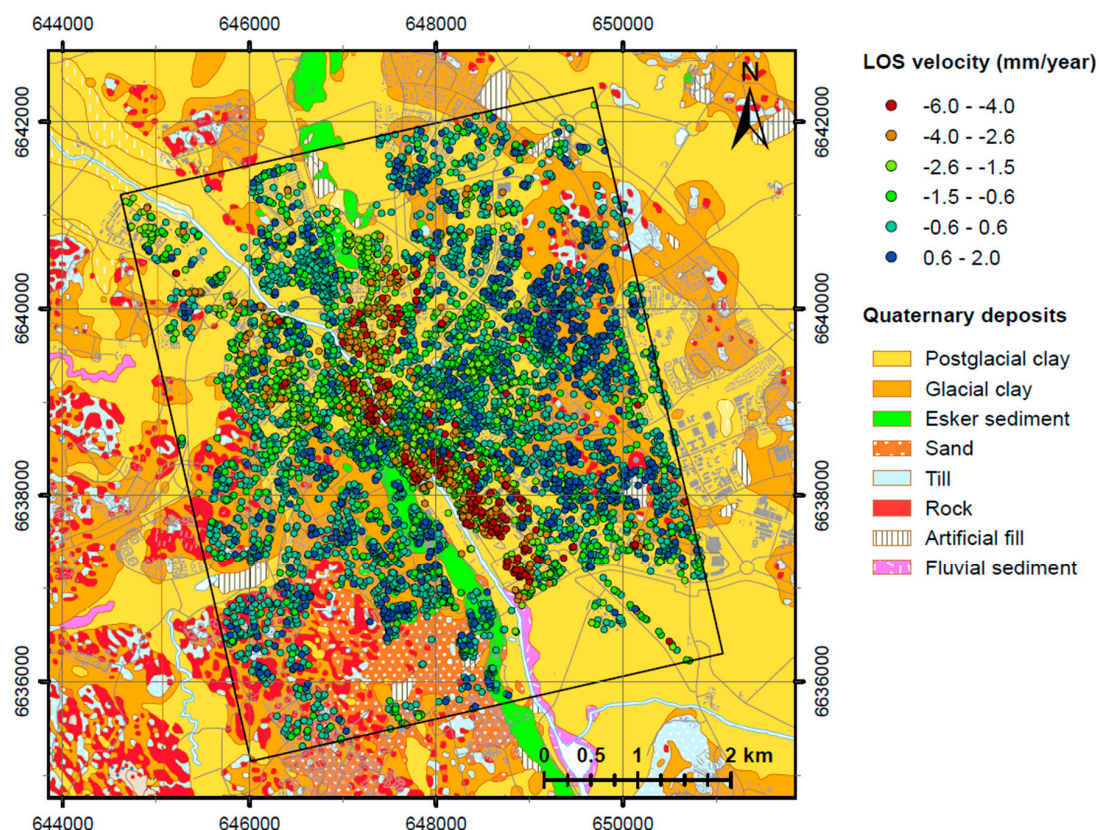 644000 646000 648000 650000
LOS velocity (mm/year)
-6.0 - -4.0
-4.0 - -2.6
-2.6 - -1.5
-1.5 - -0.6
-0.6 - 0.6
0.6 - 2.0
Quaternary deposits
Postglacial clay
Glacial clay
Esker sediment
Sand
Till
Rock
Artificial fill
Fluvial sediment
N
6642000
6640000
6638000
6636000
6642000
6640000
6638000
6636000
0 0.5 1 2 km
644000 646000 648000 650000